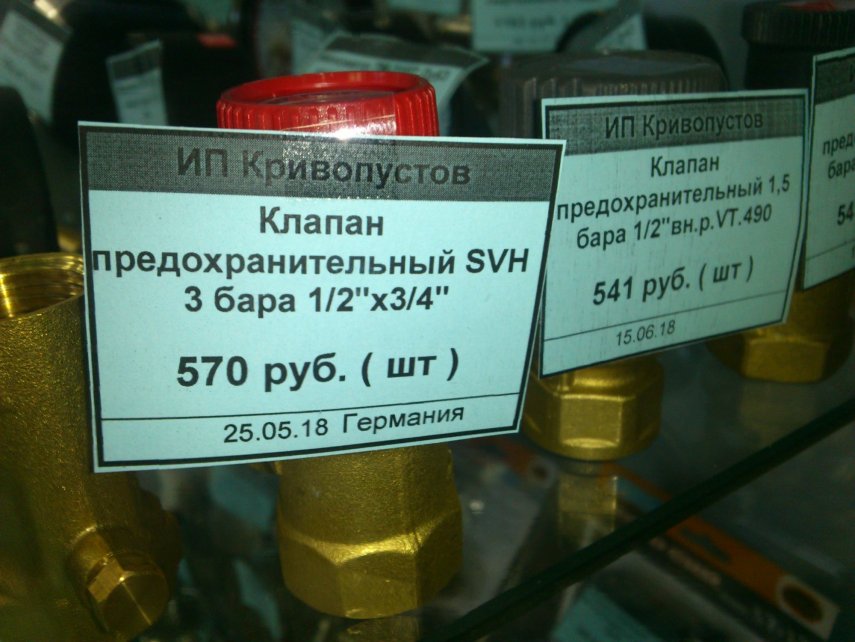 ИП Кривопустов
Клапан
предохранительный SVH
3 бара 1/2"х3/4"
570 руб. ( шт )
25.05.18 Германия
ИП Кривопустов
Клапан
предохранительный 1,5
бара 1/2"вн.р.VT.490
541 руб. ( шт )
15.06.18